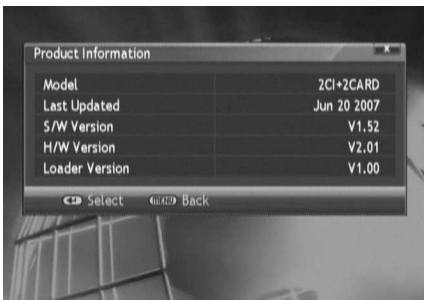 Product Information
Model 2CI+2CARD
Last Updated Jun 20 2007
S/W Version V1.52
H/W Version V2.01
Loader Version V1.00
Select MENU Back